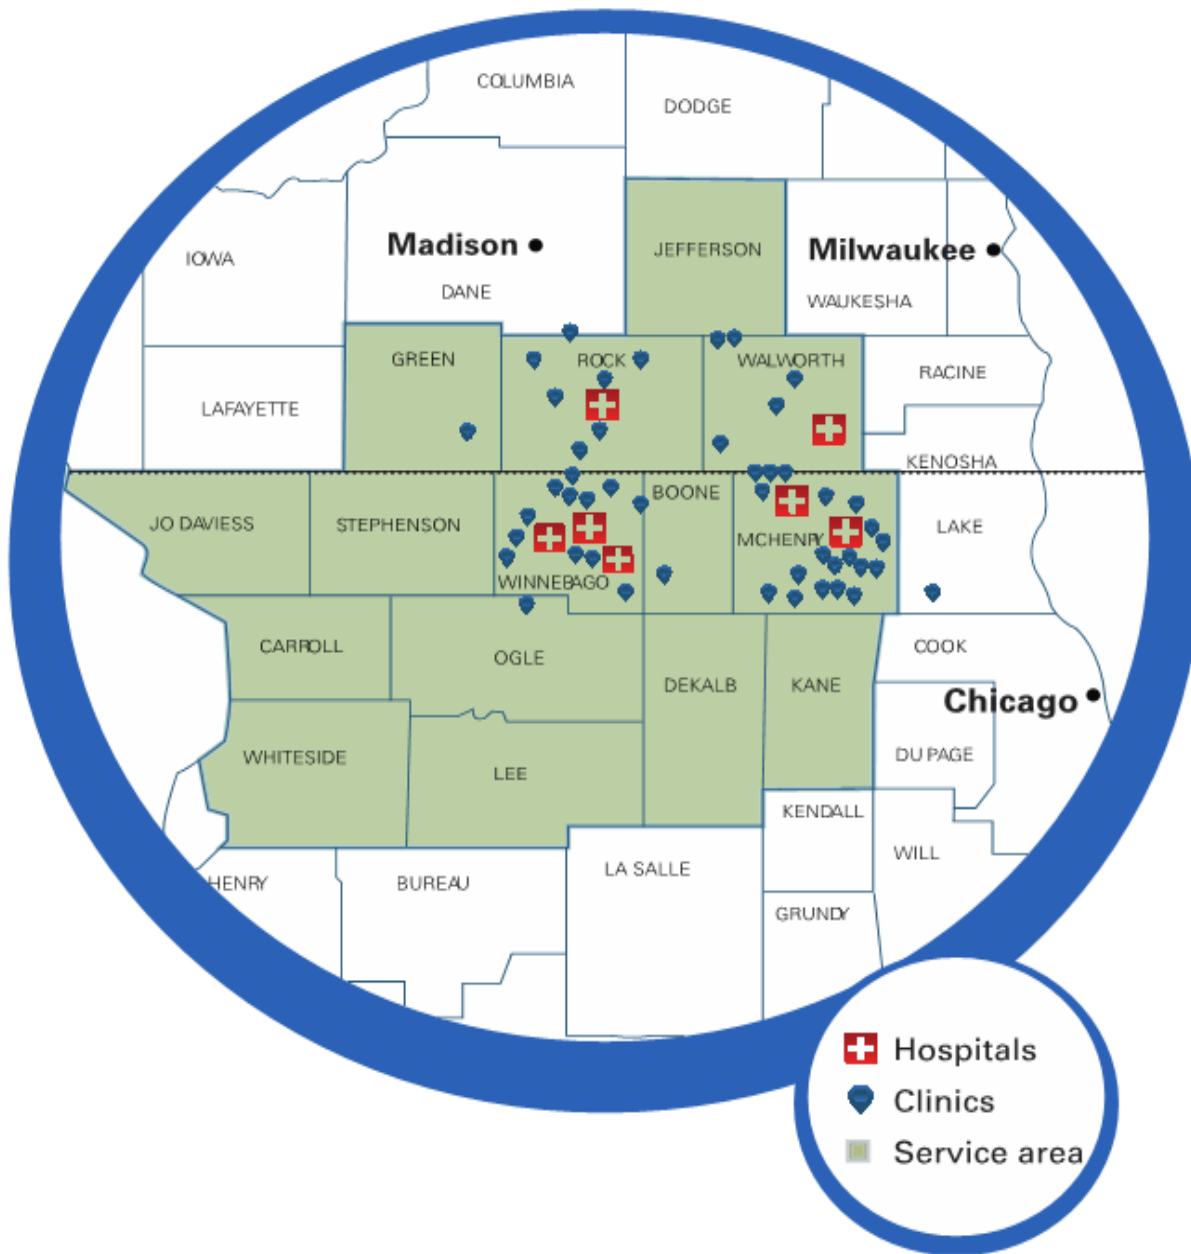 COLUMBIA
DODGE
Madison
JEFFERSON
Milwaukee
IOWA
DANE
WAUKESHA
GREEN
ROCK
WALWORTH
RACINE
LAFAYETTE
KENOSHA
BOONE
JO DAVIESS
STEPHENSON
LAKE
MCHENRY
WINNEBAGO
CARROLL
OGLE
COOK
DEKALB
KANE
Chicago
WHITESIDE
DU PAGE
LEE
KENDALL
WILL
LA SALLE
HENRY
BUREAU
GRUNDY
Hospitals
Clinics
Service area